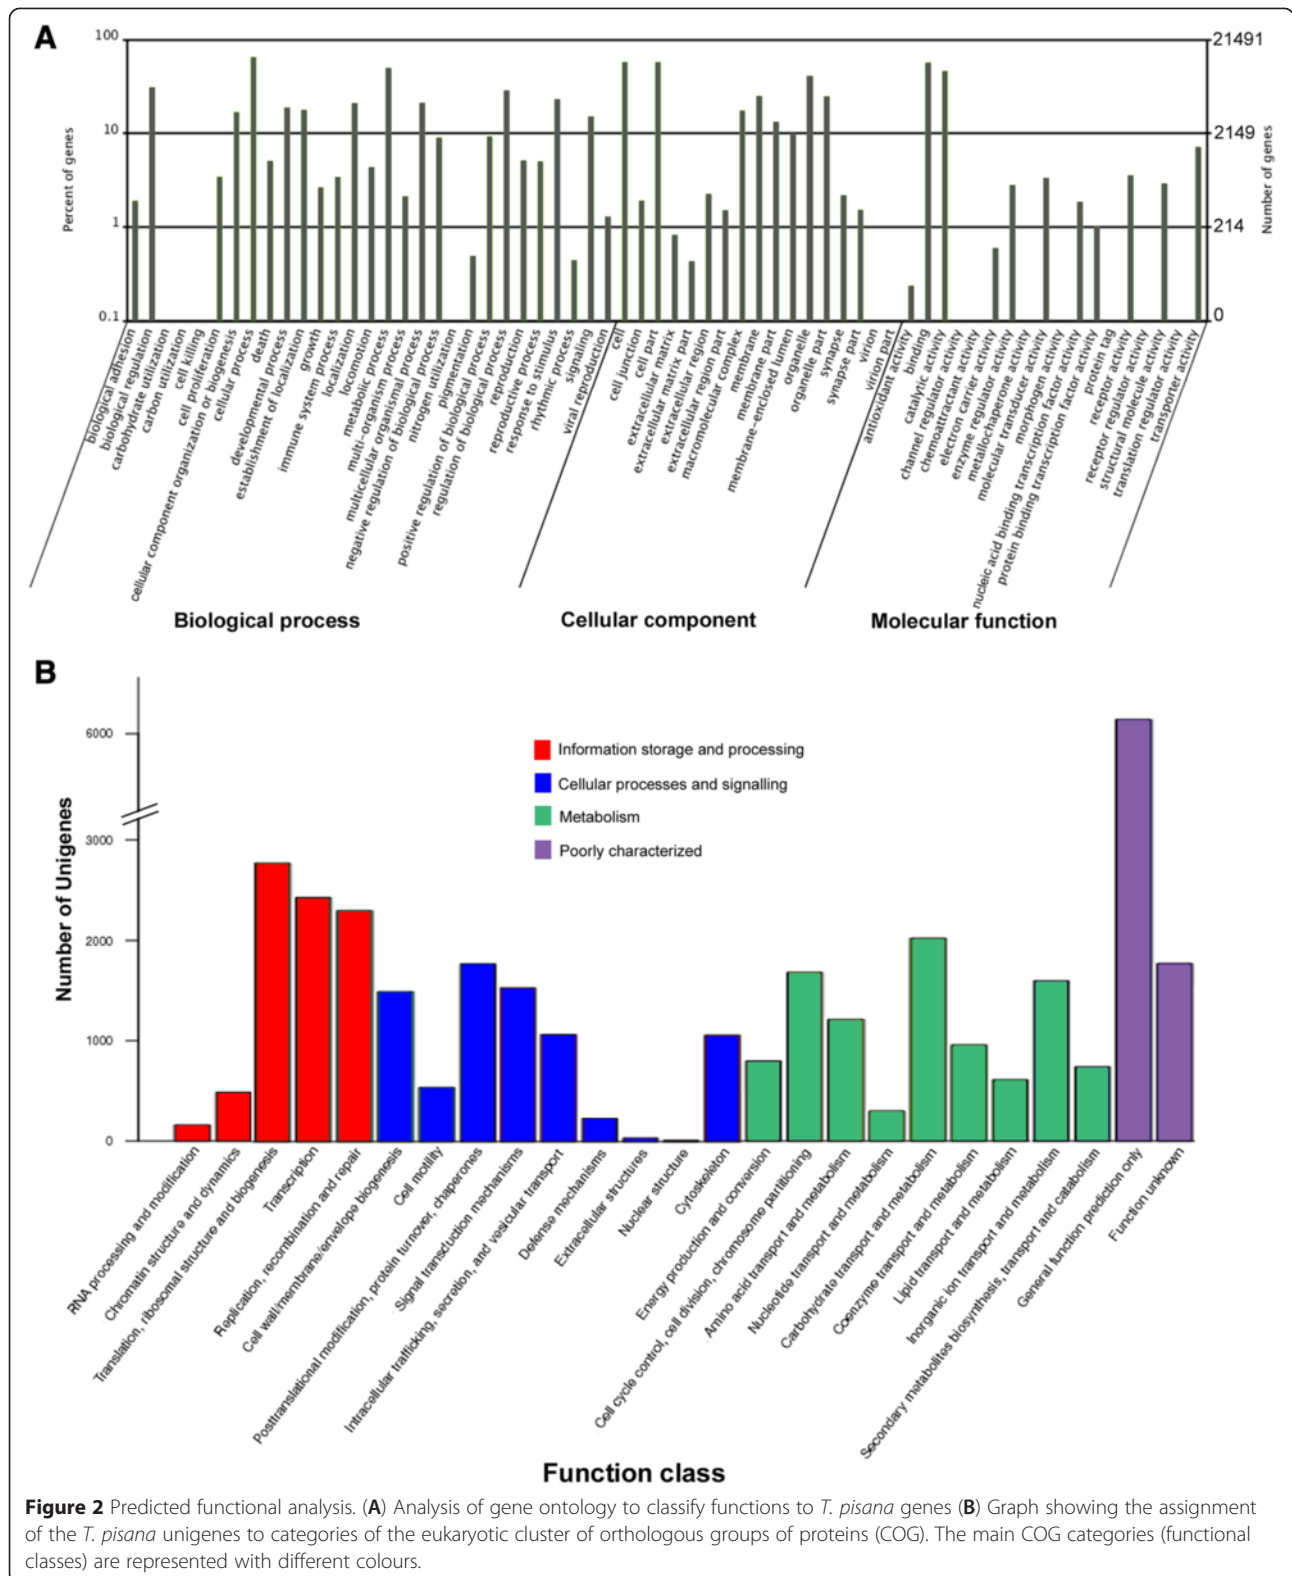 A
100
10
1
0.1
Percent of genes
21491
2149
214
0
Number of genes
biological adhesion
biological regulation
carbohydrate utilization
carbon utilization
cell killing
cell proliferation
cellular component organization or biogenesis
cellular process
death
developmental process
establishment of localization
growth
immune system process
localization
locomotion
metabolic process
multi-organism process
multicellular organismal process
negative regulation of biological process
nitrogen utilization
pigmentation
positive regulation of biological process
regulation of biological process
reproduction
reproductive process
response to stimulus
rhythmic process
signaling
viral reproduction
cell
cell junction
cell part
extracellular matrix
extracellular matrix part
extracellular region
extracellular region part
macromolecular complex
membrane
membrane part
membrane-enclosed lumen
organelle
organelle part
synapse
synapse part
virion
virion part
antioxidant activity
binding
catalytic activity
channel regulator activity
chemoattractant activity
electron carrier activity
enzyme regulator activity
metallochaperone activity
molecular transducer activity
morphogen activity
nucleic acid binding transcription factor activity
protein binding transcription factor activity
protein tag
receptor activity
receptor regulator activity
structural molecule activity
translation regulator activity
transporter activity
Biological process
Cellular component
Molecular function
B
6000
3000
2000
1000
0
Number of Unigenes
Information storage and processing
Cellular processes and signalling
Metabolism
Poorly characterized
RNA processing and modification
Chromatin structure and dynamics
Translation, ribosomal structure and biogenesis
Transcription
Replication, recombination and repair
Cell wall/membrane/envelope biogenesis
Cell motility
Posttranslational modification, protein turnover, chaperones
Signal transduction mechanisms
Intracellular trafficking, secretion, and vesicular transport
Defense mechanisms
Extracellular structures
Nuclear structure
Cytoskeleton
Energy production and conversion
Cell cycle control, cell division, chromosome partitioning
Amino acid transport and metabolism
Nucleotide transport and metabolism
Carbohydrate transport and metabolism
Coenzyme transport and metabolism
Lipid transport and metabolism
Inorganic ion transport and metabolism
Secondary metabolites biosynthesis, transport and catabolism
General function prediction only
Function unknown
Function class
Figure 2 Predicted functional analysis. (A) Analysis of gene ontology to classify functions to T. pisana genes (B) Graph showing the assignment
of the T. pisana unigenes to categories of the eukaryotic cluster of orthologous groups of proteins (COG). The main COG categories (functional
classes) are represented with different colours.